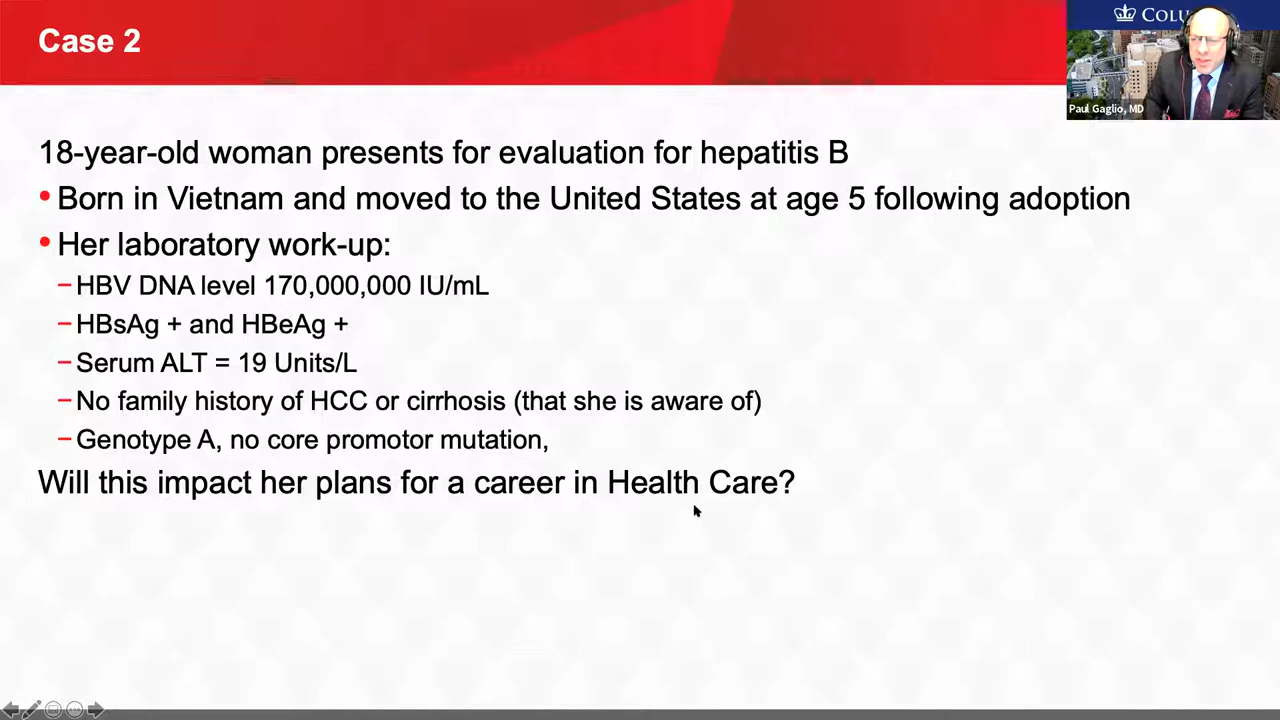 Case 2
COLU
Paul Gaglio, MD
18-year-old woman presents for evaluation for hepatitis B
• Born in Vietnam and moved to the United States at age 5 following adoption
• Her laboratory work-up:
– HBV DNA level 170,000,000 IU/mL
– HBsAg + and HBeAg +
– Serum ALT = 19 Units/L
– No family history of HCC or cirrhosis (that she is aware of)
– Genotype A, no core promotor mutation,
Will this impact her plans for a career in Health Care?